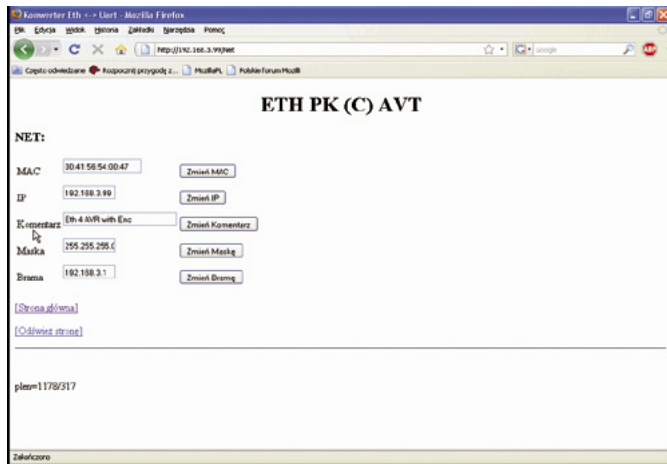 Konwerter Eth <-> Uart - Mozilla Firefox
Plik Edycja Widok Historia Zakładki Narzędzia Pomoc
http://192.168.3.99/Net
Google
ABP
Często odwiedzane Rozpocznij przygodę z... MozillaPL Polskie Forum Mozilli
ETH PK (C) AVT
NET:
MAC 30:41:56:54:00:47 Zmień MAC
IP 192.168.3.99 Zmień IP
Komentarz Eth 4 AVR with Enc Zmień Komentarz
Maska 255.255.255.0 Zmień Maskę
Brama 192.168.3.1 Zmień Bramę
[Strona główna]
[Odśwież strone]
plen=1178/317
Zakończono